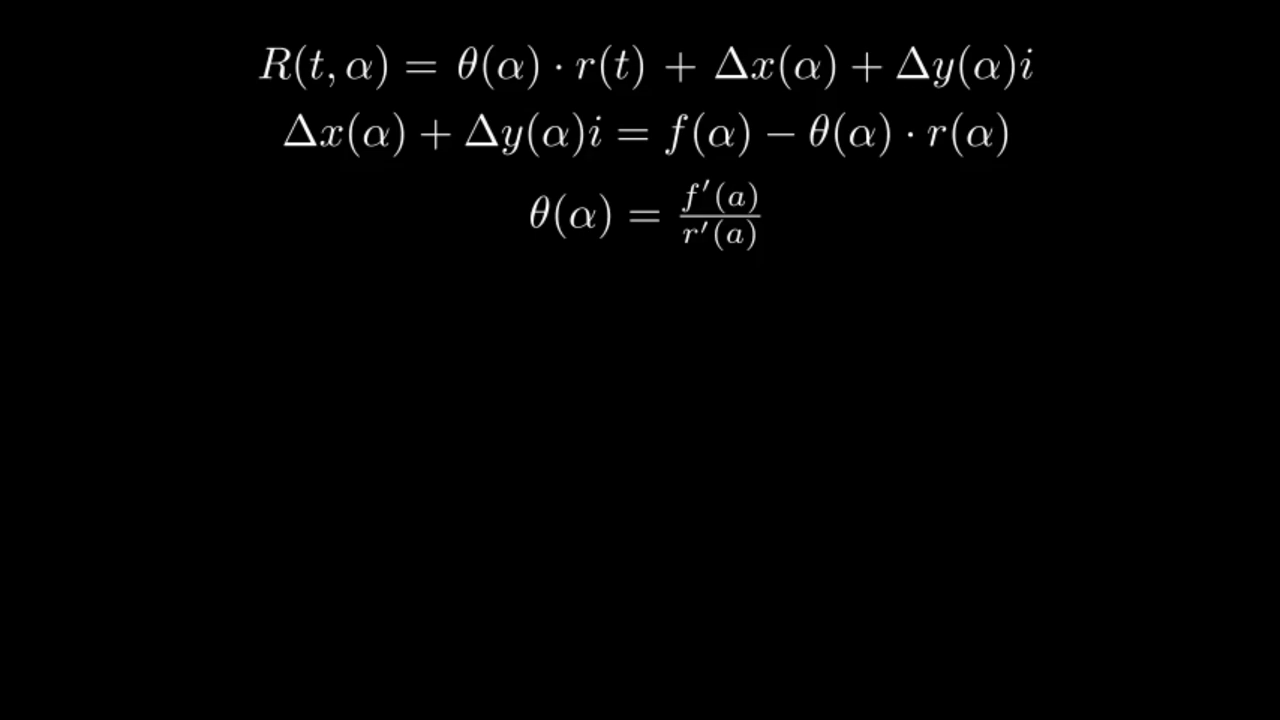 R(t, α) = θ(α) · r(t) + Δx(α) + Δy(α)i
Δx(α) + Δy(α)i = f(α) − θ(α) · r(α)
θ(α) = f′(a) / r′(a)